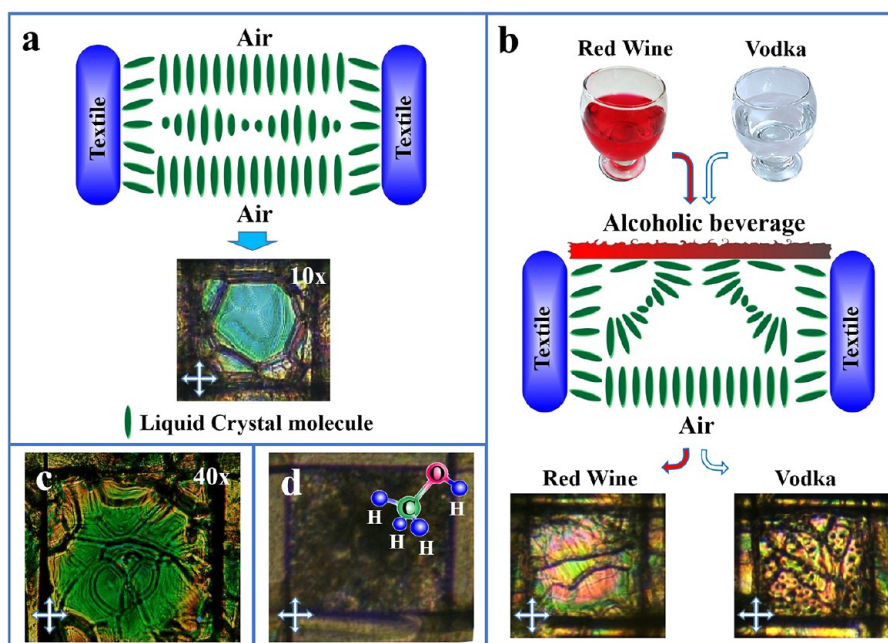 a
Air
Textile
Textile
Air
10x
Liquid Crystal molecule
b
Red Wine
Vodka
Alcoholic beverage
Textile
Textile
Air
Red Wine
Vodka
c
40x
d
O
H
C
H
H
H